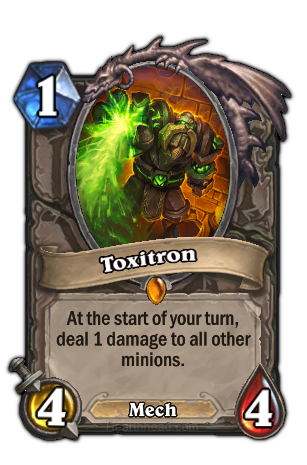 1
Toxitron
At the start of your turn,
deal 1 damage to all other
minions.
4
Mech
4